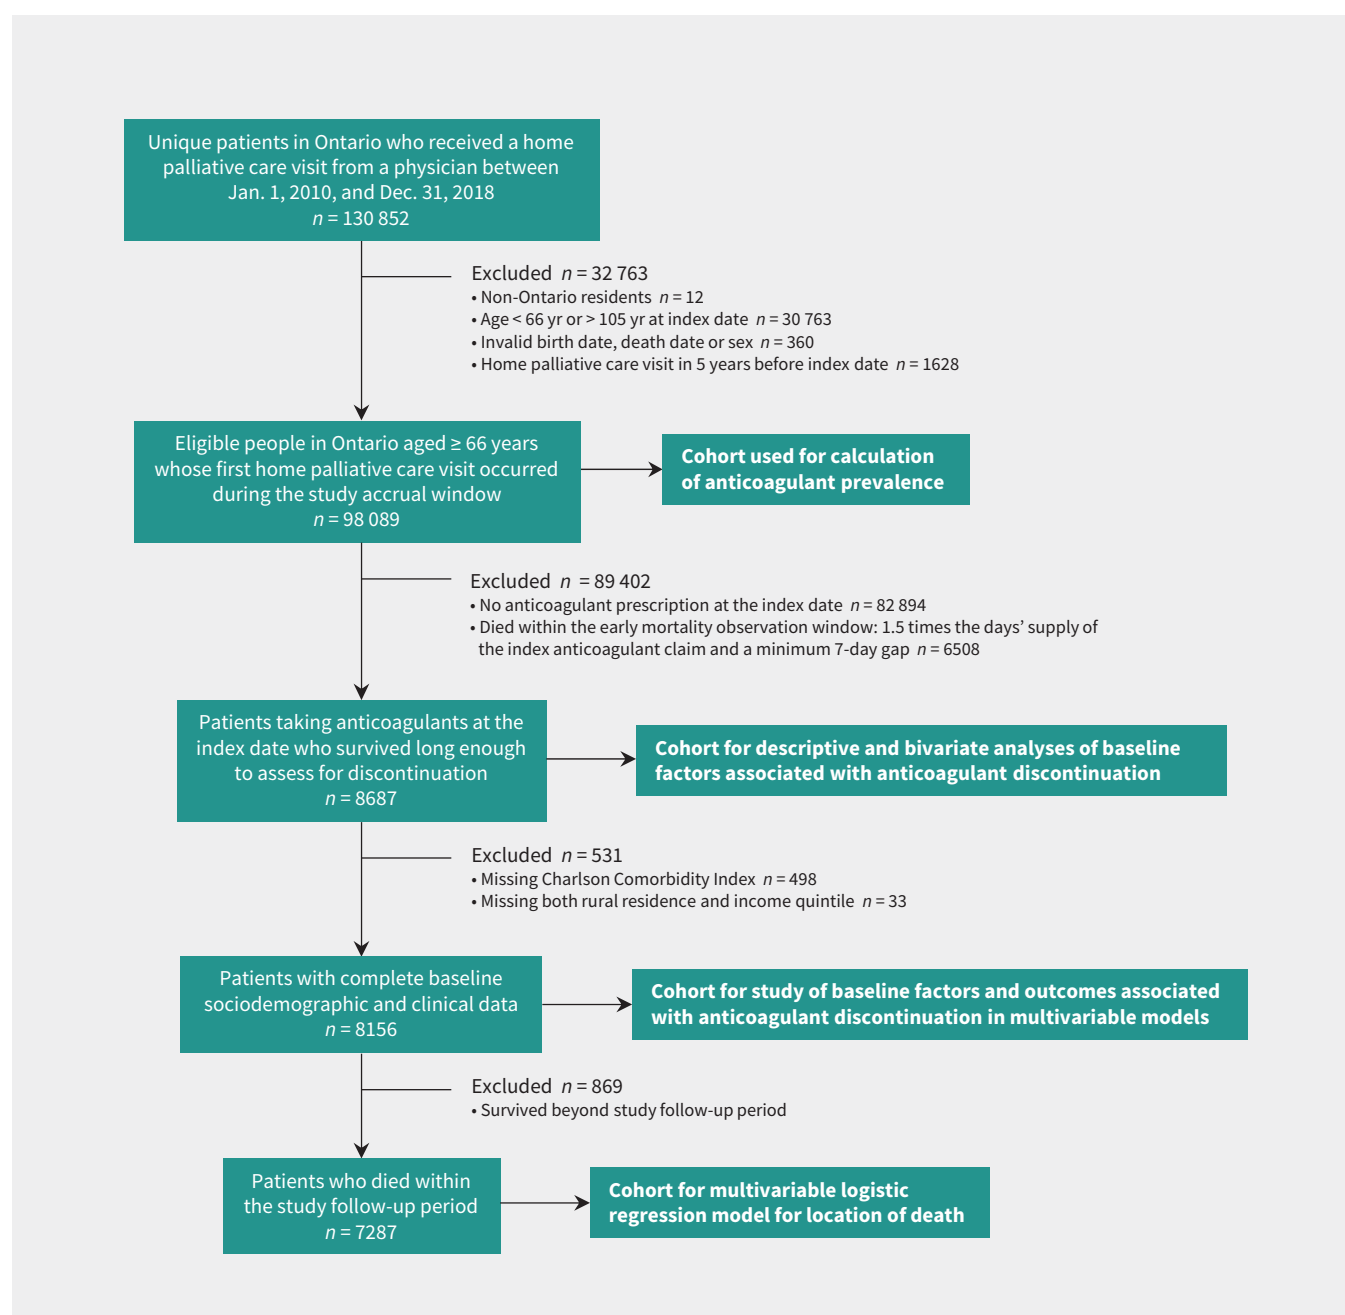 Unique patients in Ontario who received a home
palliative care visit from a physician between
Jan. 1, 2010, and Dec. 31, 2018
n = 130 852
Excluded n = 32 763
• Non-Ontario residents n = 12
• Age < 66 yr or > 105 yr at index date n = 30 763
• Invalid birth date, death date or sex n = 360
• Home palliative care visit in 5 years before index date n = 1628
Eligible people in Ontario aged ≥ 66 years
whose first home palliative care visit occurred
during the study accrual window
n = 98 089
Cohort used for calculation
of anticoagulant prevalence
Excluded n = 89 402
• No anticoagulant prescription at the index date n = 82 894
• Died within the early mortality observation window: 1.5 times the days’ supply of
the index anticoagulant claim and a minimum 7-day gap n = 6508
Patients taking anticoagulants at the
index date who survived long enough
to assess for discontinuation
n = 8687
Cohort for descriptive and bivariate analyses of baseline
factors associated with anticoagulant discontinuation
Excluded n = 531
• Missing Charlson Comorbidity Index n = 498
• Missing both rural residence and income quintile n = 33
Patients with complete baseline
sociodemographic and clinical data
n = 8156
Cohort for study of baseline factors and outcomes associated
with anticoagulant discontinuation in multivariable models
Excluded n = 869
• Survived beyond study follow-up period
Patients who died within
the study follow-up period
n = 7287
Cohort for multivariable logistic
regression model for location of death